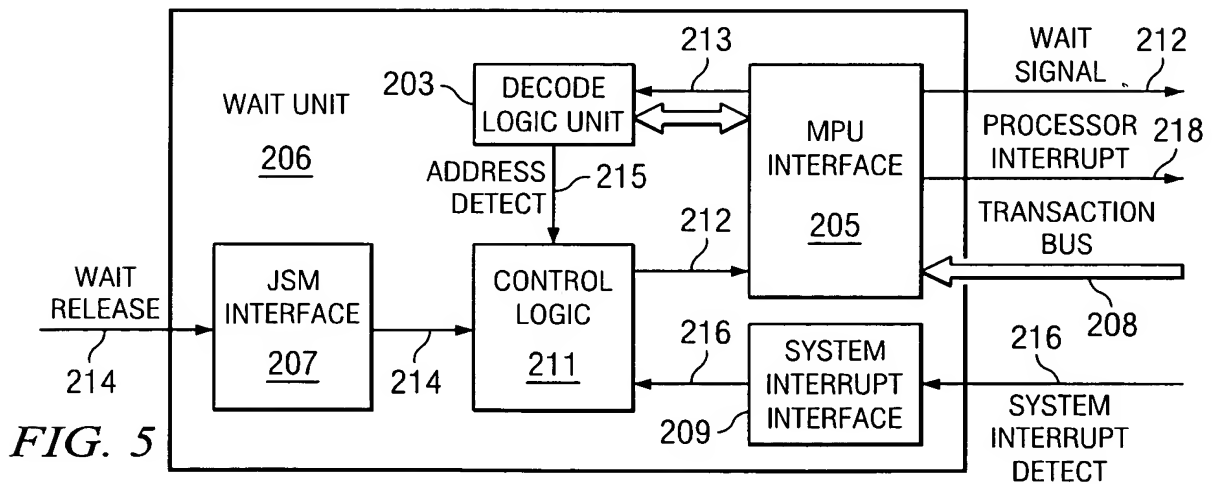 213
WAIT
SIGNAL
212
203
DECODE
LOGIC UNIT
WAIT UNIT
206
MPU
INTERFACE
205
PROCESSOR
INTERRUPT
218
ADDRESS
DETECT
215
TRANSACTION
BUS
212
208
WAIT
RELEASE
214
JSM
INTERFACE
207
214
CONTROL
LOGIC
211
216
SYSTEM
INTERRUPT
INTERFACE
209
216
SYSTEM
INTERRUPT
DETECT
FIG. 5